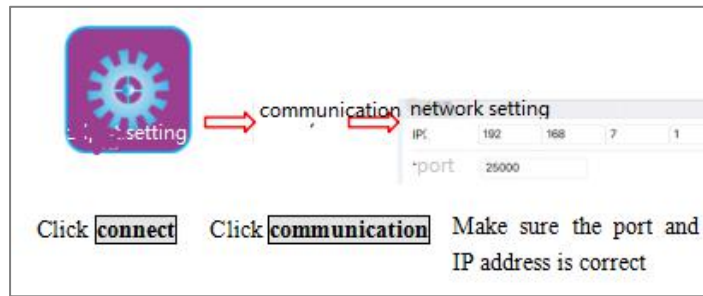 setting
communication
network setting
IP: 192 168 7 1
port 25000
Click connect
Click communication
Make sure the port and
IP address is correct